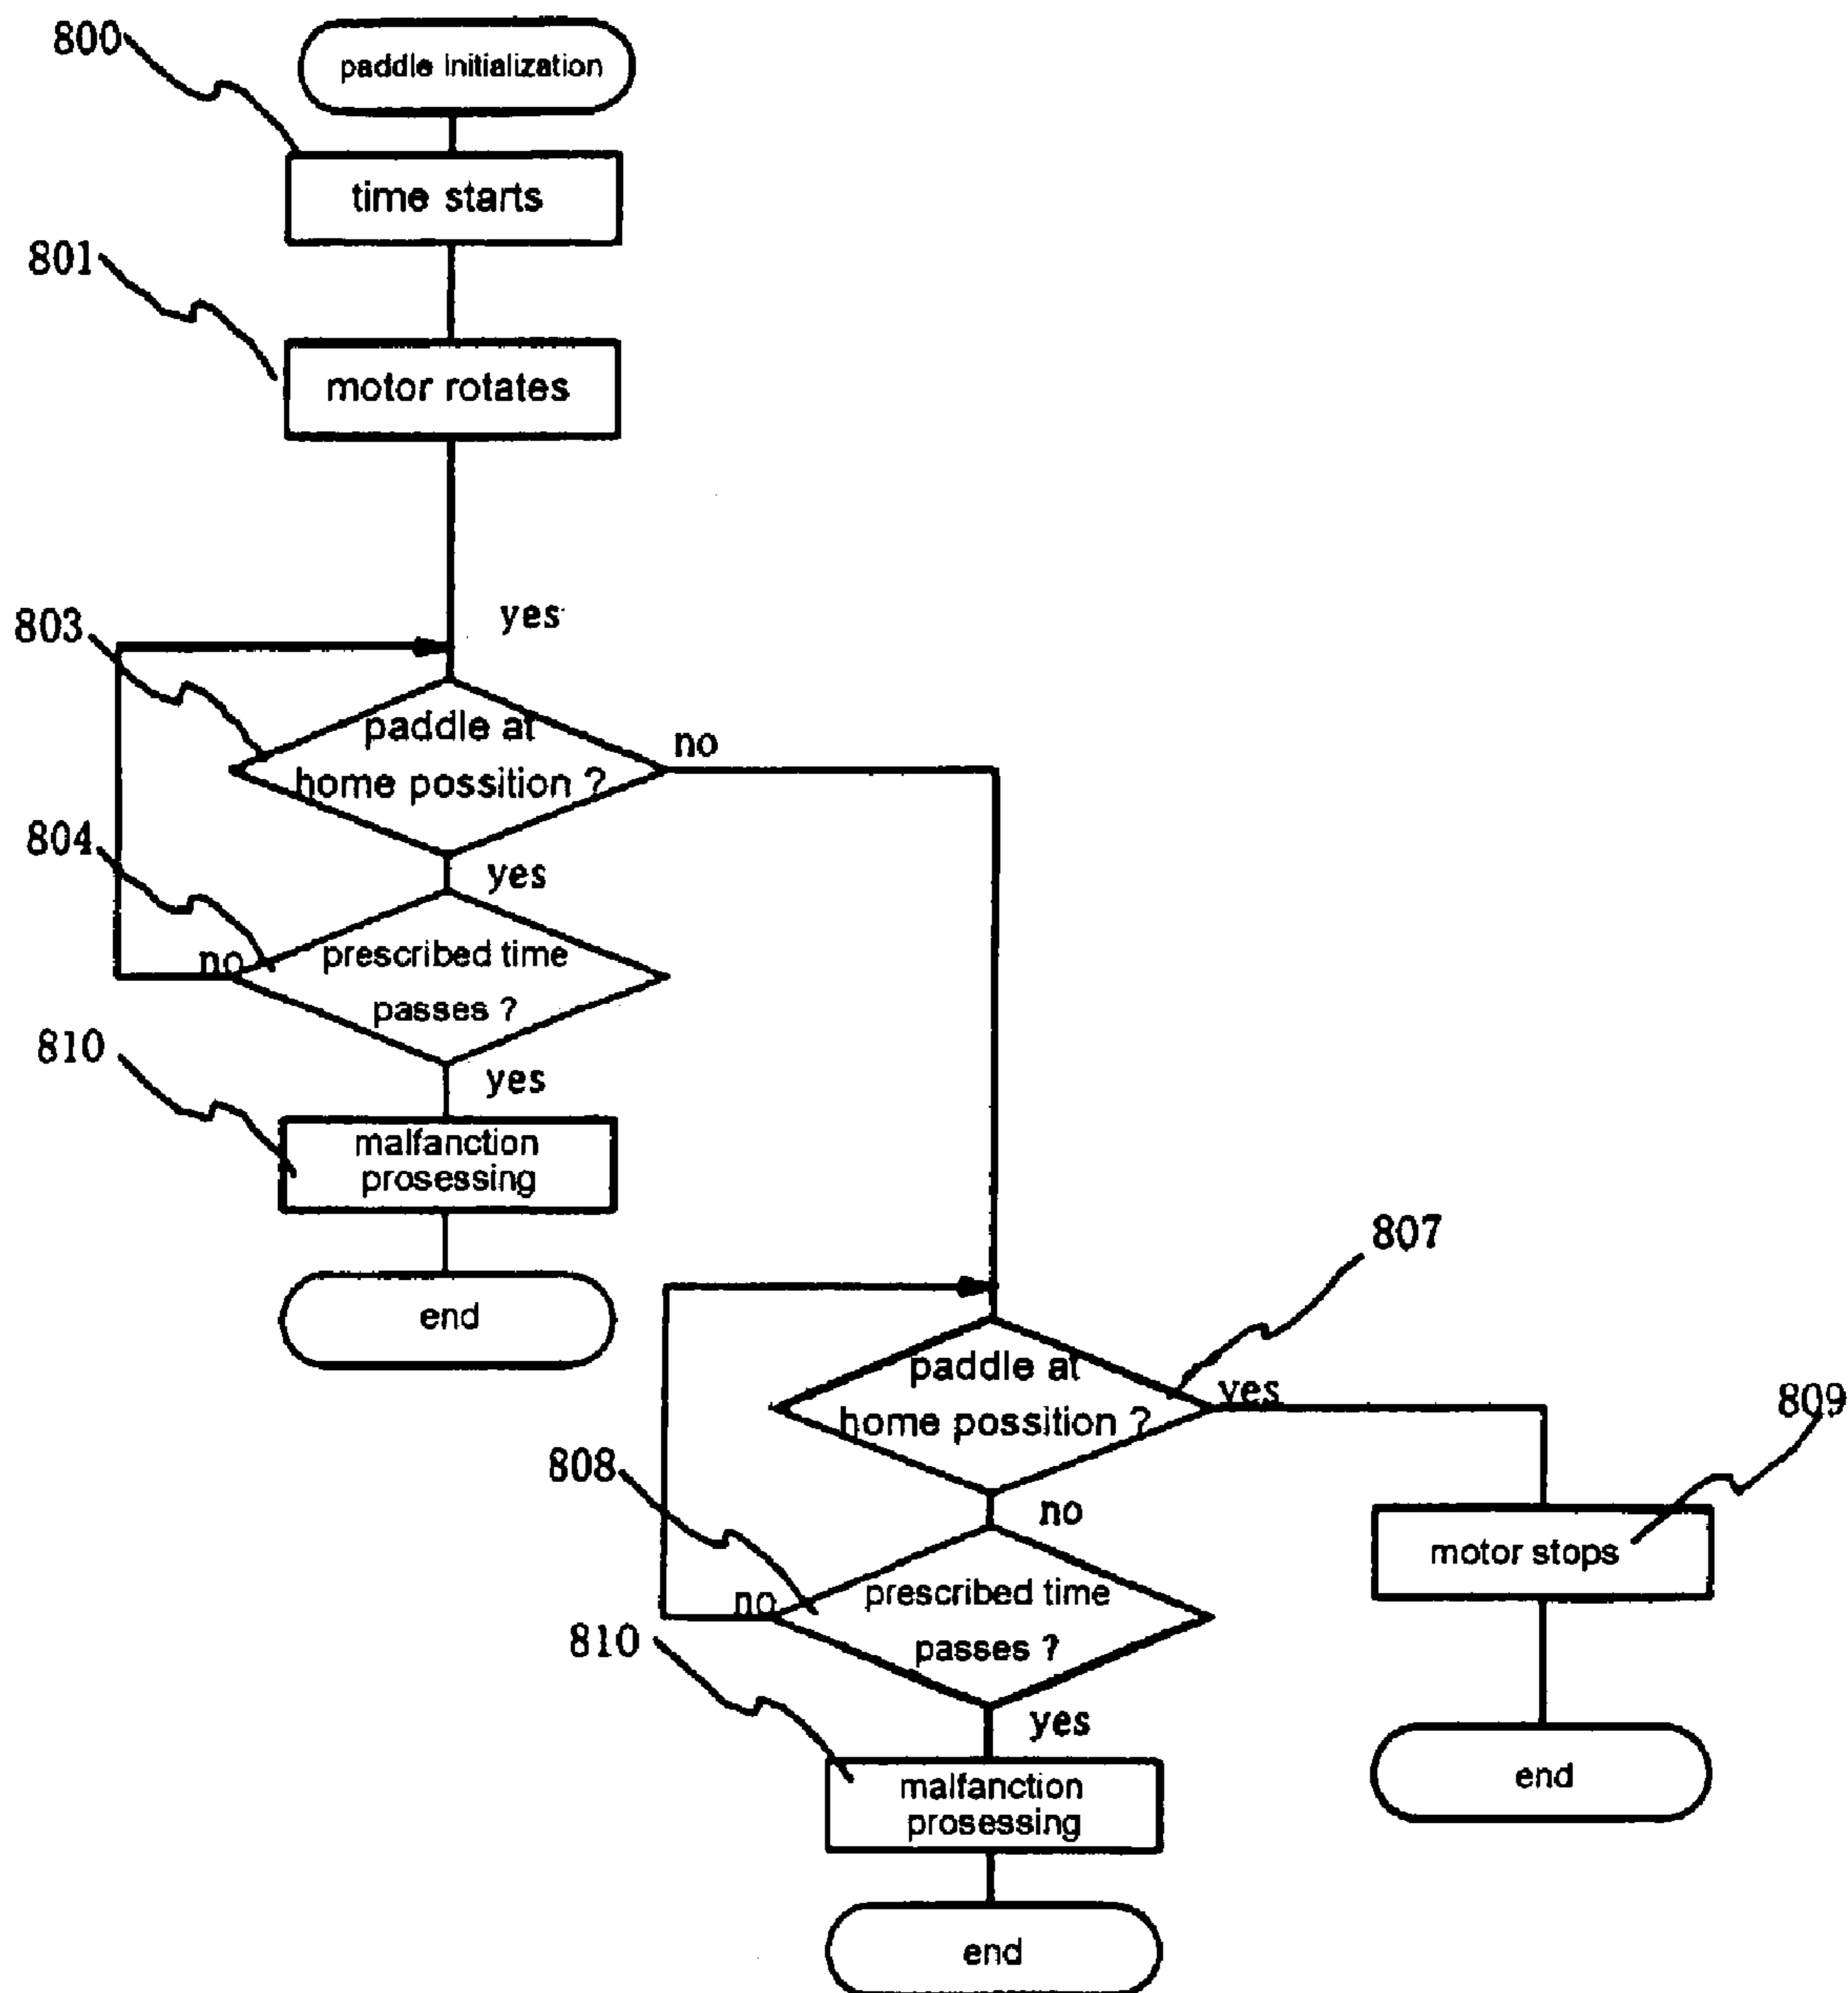 800
paddle Initialization
time starts
801
motor rotates
yes
803
paddle at
home possition ?
no
804
yes
no
prescribed time
passes ?
810
yes
malfanction
prosessing
end
807
paddle at
home possition ?
yes
809
808
no
motor stops
no
prescribed time
passes ?
810
yes
malfanction
prosessing
end
end